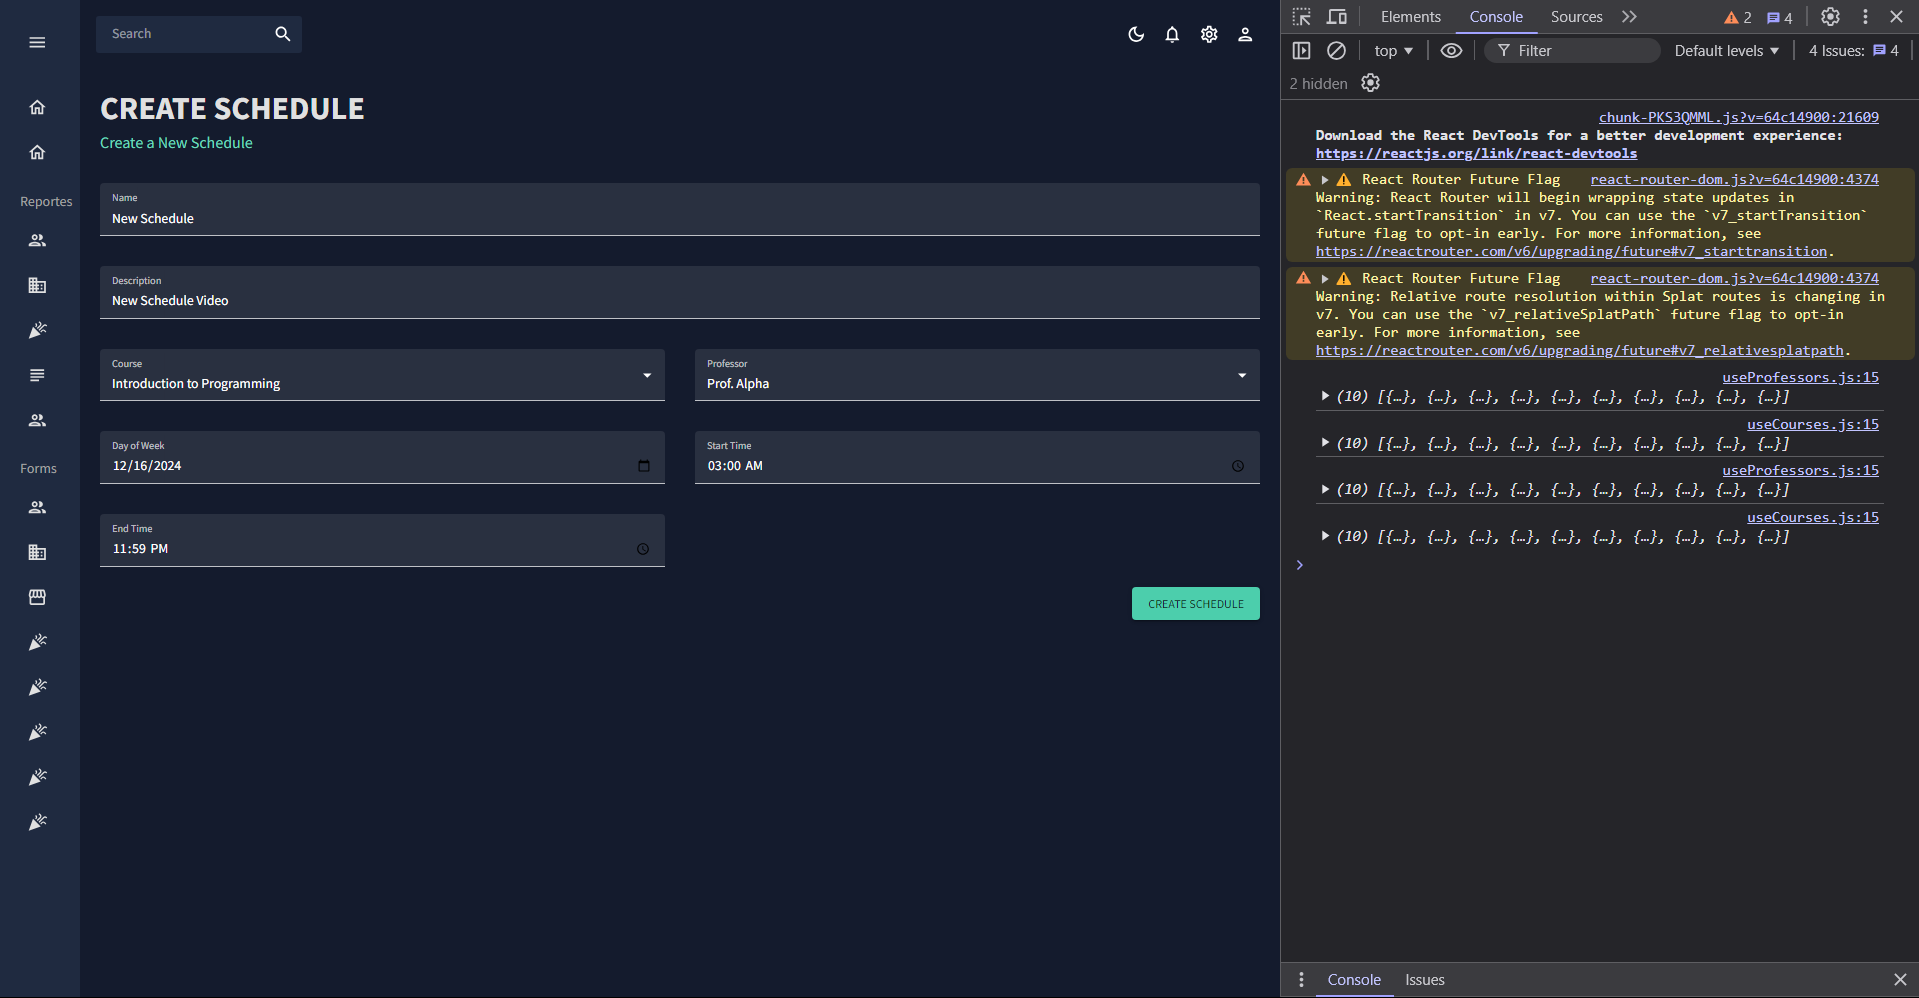 Search
Reportes
Forms
CREATE SCHEDULE
Create a New Schedule
Name
New Schedule
Description
New Schedule Video
Course
Introduction to Programming
Professor
Prof. Alpha
Day of Week
12/16/2024
Start Time
03:00 AM
End Time
11:59 PM
CREATE SCHEDULE
Elements
Console
Sources
2
4
top
Filter
Default levels
4 Issues:
4
2 hidden
chunk-PKS3QMML.js?v=64c14900:21609
Download the React DevTools for a better development experience:
https://reactjs.org/link/react-devtools
React Router Future Flag react-router-dom.js?v=64c14900:4374
Warning: React Router will begin wrapping state updates in
`React.startTransition` in v7. You can use the `v7_startTransition`
future flag to opt-in early. For more information, see
https://reactrouter.com/v6/upgrading/future#v7_starttransition.
React Router Future Flag react-router-dom.js?v=64c14900:4374
Warning: Relative route resolution within Splat routes is changing in
v7. You can use the `v7_relativeSplatPath` future flag to opt-in
early. For more information, see
https://reactrouter.com/v6/upgrading/future#v7_relativesplatpath.
useProfessors.js:15
(10) [{…}, {…}, {…}, {…}, {…}, {…}, {…}, {…}, {…}, {…}]
useCourses.js:15
(10) [{…}, {…}, {…}, {…}, {…}, {…}, {…}, {…}, {…}, {…}]
useProfessors.js:15
(10) [{…}, {…}, {…}, {…}, {…}, {…}, {…}, {…}, {…}, {…}]
useCourses.js:15
(10) [{…}, {…}, {…}, {…}, {…}, {…}, {…}, {…}, {…}, {…}]
Console
Issues